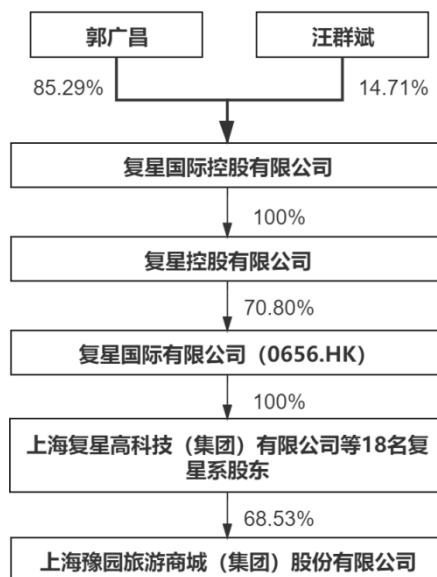 郭广昌
汪群斌
85.29%
14.71%
复星国际控股有限公司
100%
复星控股有限公司
70.80%
复星国际有限公司（0656.HK）
100%
上海复星高科技（集团）有限公司等18名复
星系股东
68.53%
上海豫园旅游商城（集团）股份有限公司